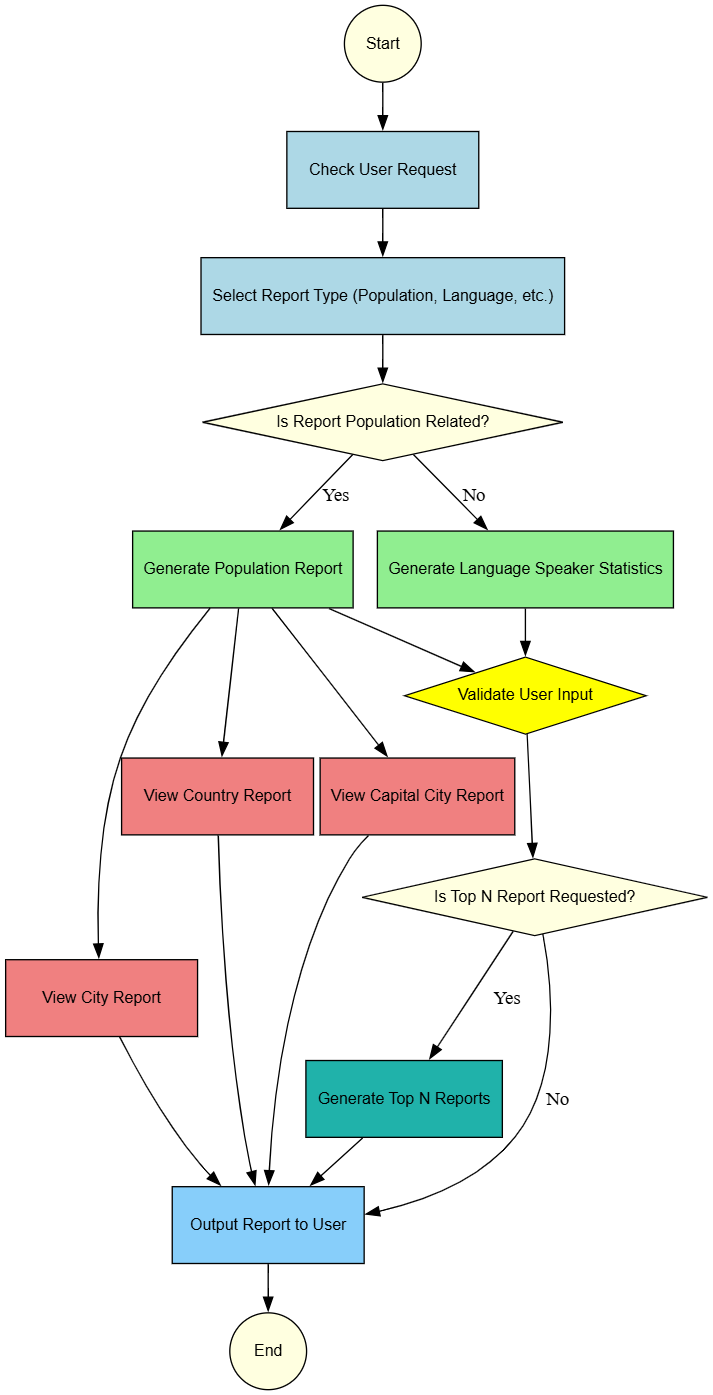 Start
Check User Request
Select Report Type (Population, Language, etc.)
Is Report Population Related?
Yes
No
Generate Population Report
Generate Language Speaker Statistics
Validate User Input
View Country Report
View Capital City Report
Is Top N Report Requested?
View City Report
Yes
Generate Top N Reports
No
Output Report to User
End